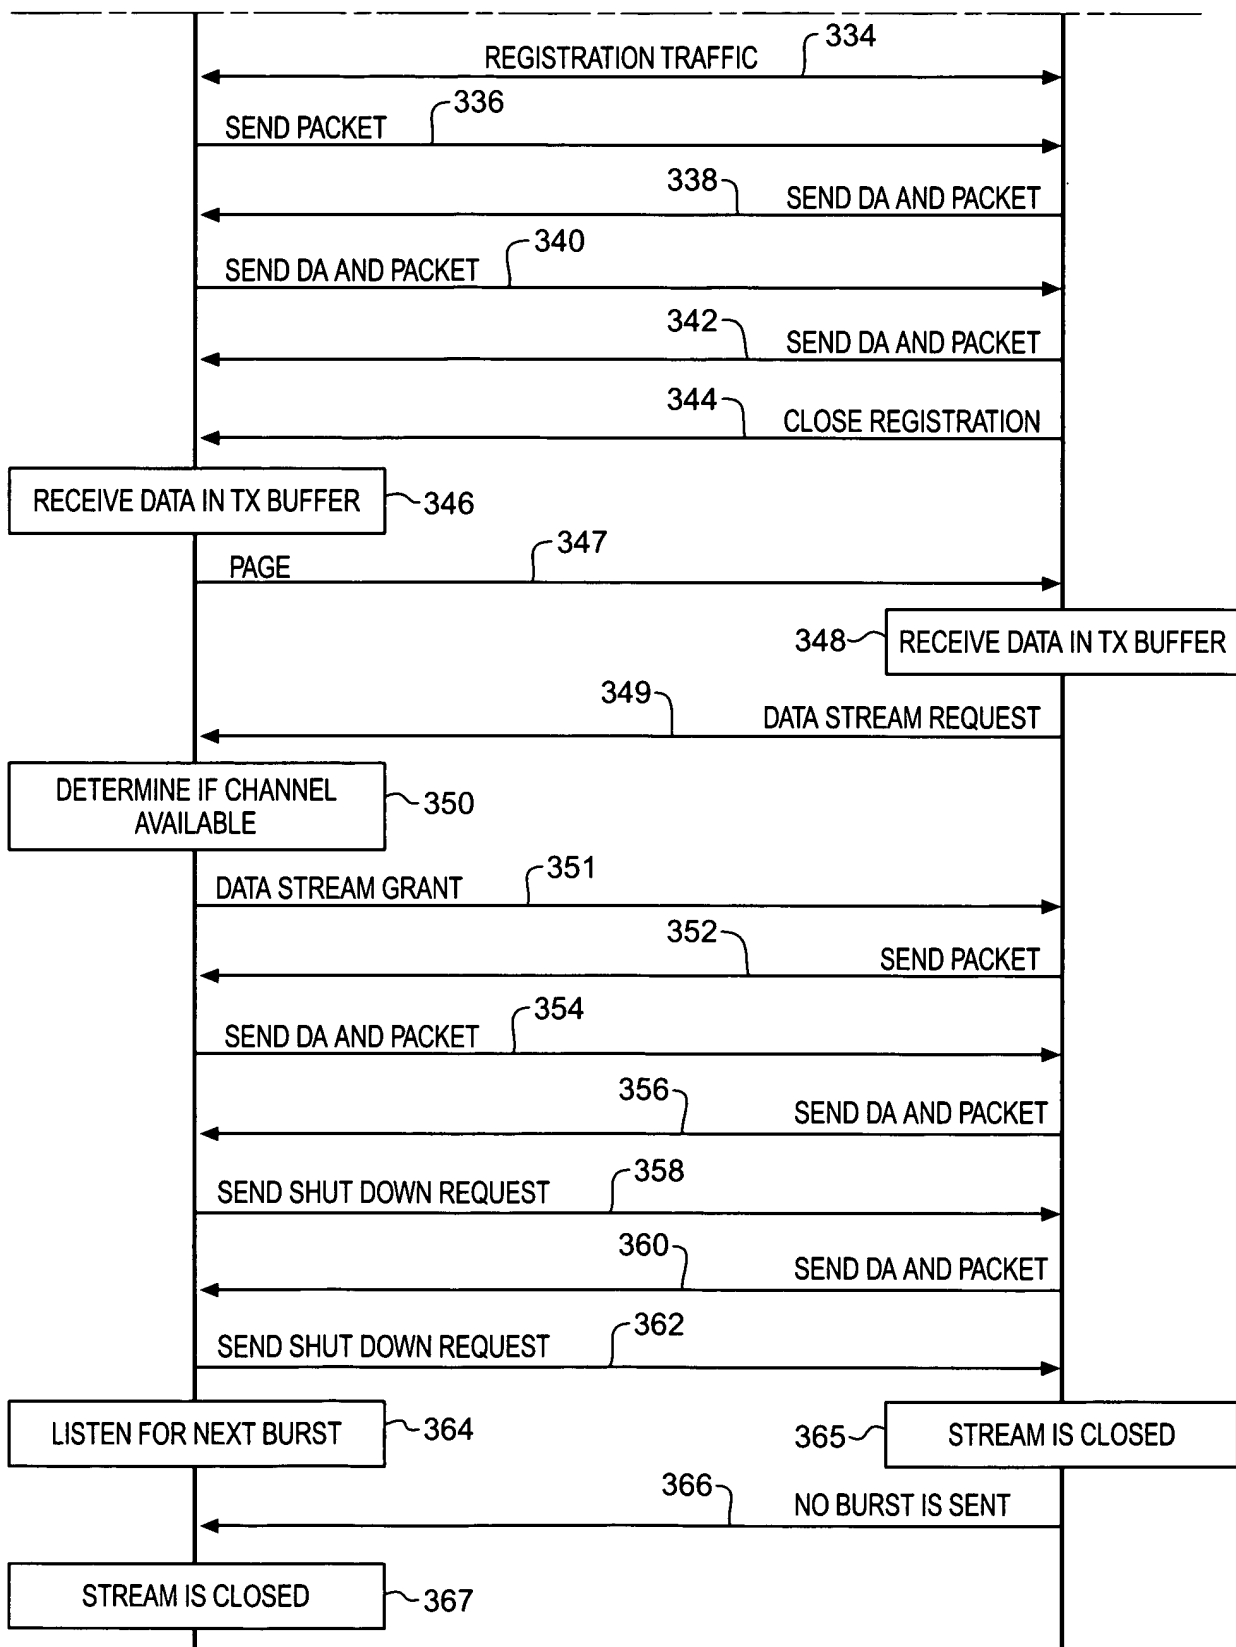 334
REGISTRATION TRAFFIC
336
SEND PACKET
338
SEND DA AND PACKET
340
SEND DA AND PACKET
342
SEND DA AND PACKET
344
CLOSE REGISTRATION
RECEIVE DATA IN TX BUFFER
346
347
PAGE
348
RECEIVE DATA IN TX BUFFER
349
DATA STREAM REQUEST
DETERMINE IF CHANNEL
AVAILABLE
350
351
DATA STREAM GRANT
352
SEND PACKET
354
SEND DA AND PACKET
356
SEND DA AND PACKET
358
SEND SHUT DOWN REQUEST
360
SEND DA AND PACKET
362
SEND SHUT DOWN REQUEST
LISTEN FOR NEXT BURST
364
365
STREAM IS CLOSED
366
NO BURST IS SENT
STREAM IS CLOSED
367